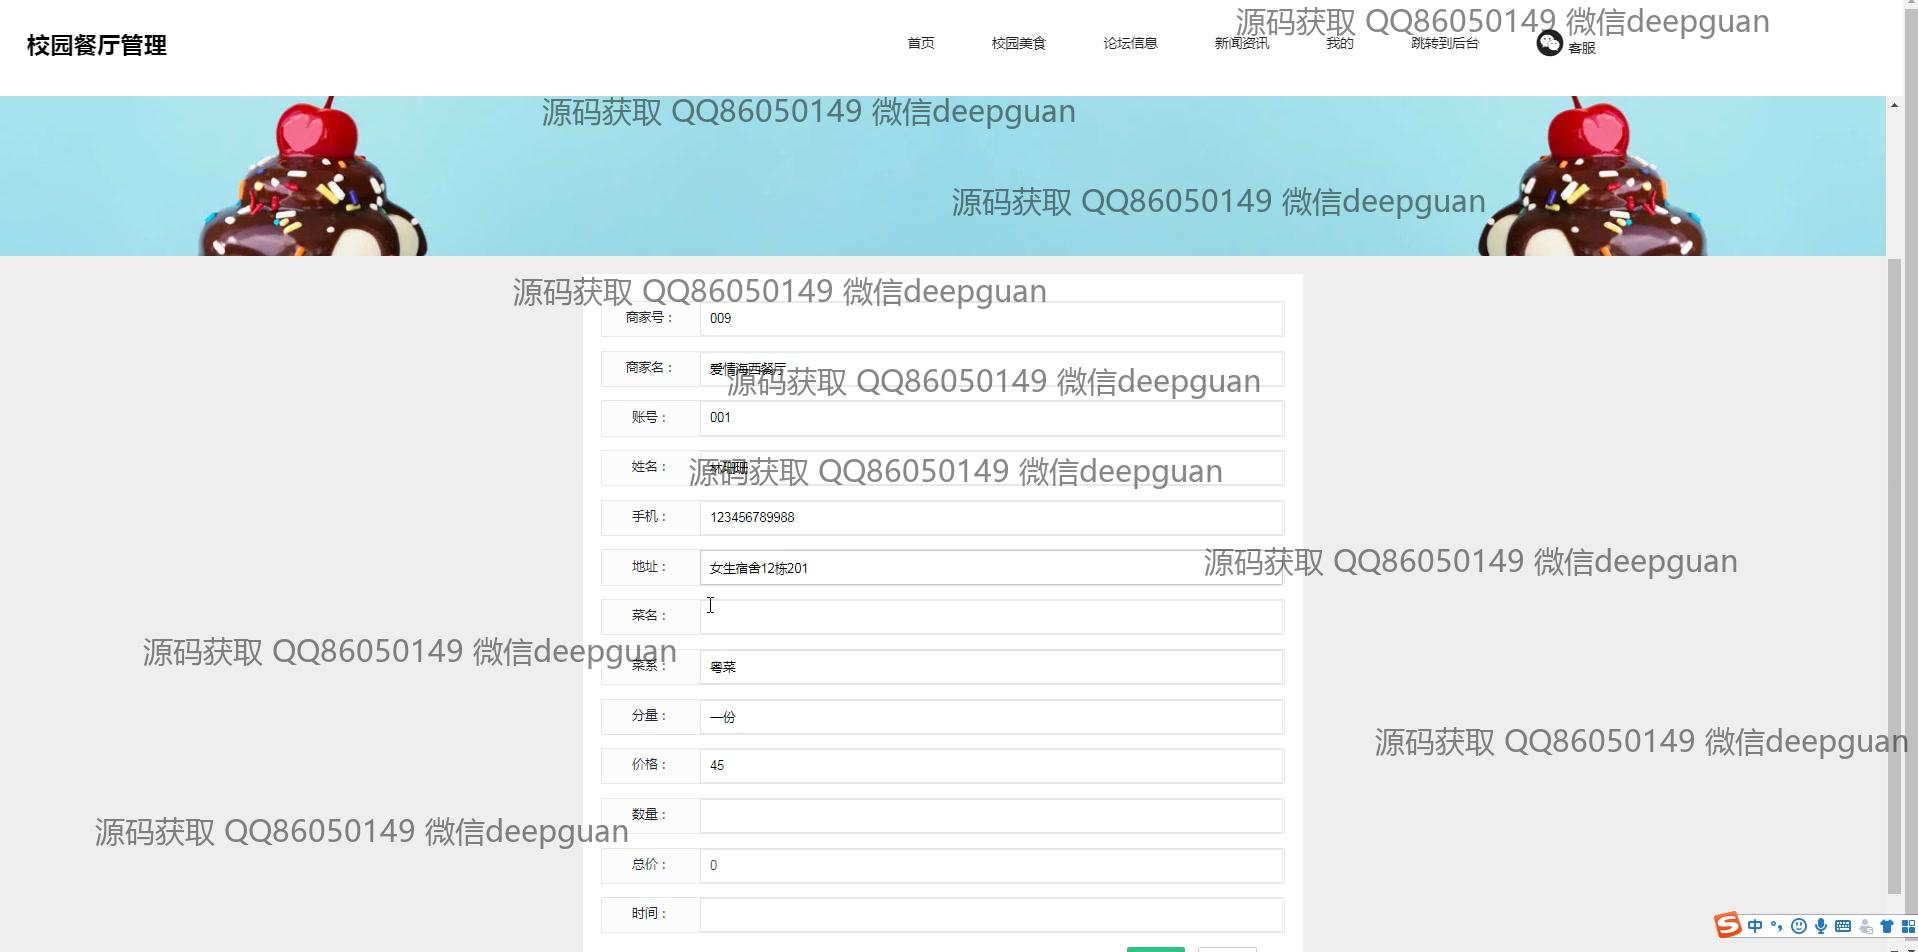 源码获取 QQ86050149 微信deepguan
校园餐厅管理
首页 校园美食 论坛信息 新闻资讯 我的 跳转到后台 客服
源码获取 QQ86050149 微信deepguan
源码获取 QQ86050149 微信deepguan
源码获取 QQ86050149 微信deepguan
商家号： 009
商家名： 爱情海西餐厅
源码获取 QQ86050149 微信deepguan
账号： 001
姓名： 林珊珊
源码获取 QQ86050149 微信deepguan
手机： 123456789988
地址： 女生宿舍12栋201
源码获取 QQ86050149 微信deepguan
菜名：
源码获取 QQ86050149 微信deepguan
菜系： 粤菜
分量： 一份
源码获取 QQ86050149 微信deepguan
价格： 45
数量：
源码获取 QQ86050149 微信deepguan
总价： 0
时间：
中